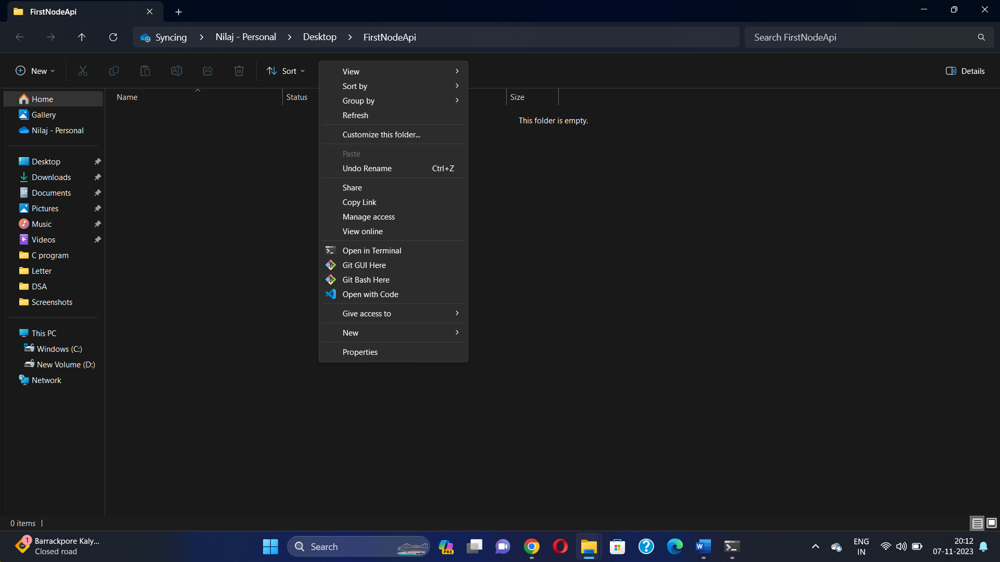 FirstNodeApi
Syncing > Nilaj - Personal > Desktop > FirstNodeApi
Search FirstNodeApi
New
Sort
Details
Name
Status
Size
This folder is empty.
Home
Gallery
Nilaj - Personal
Desktop
Downloads
Documents
Pictures
Music
Videos
C program
Letter
DSA
Screenshots
This PC
Windows (C:)
New Volume (D:)
Network
View
Sort by
Group by
Refresh
Customize this folder...
Paste
Undo Rename Ctrl+Z
Share
Copy Link
Manage access
View online
Open in Terminal
Git GUI Here
Git Bash Here
Open with Code
Give access to
New
Properties
0 items
1
Barrackpore Kaly...
Closed road
Search
PRE
ENG
IN
20:12
07-11-2023